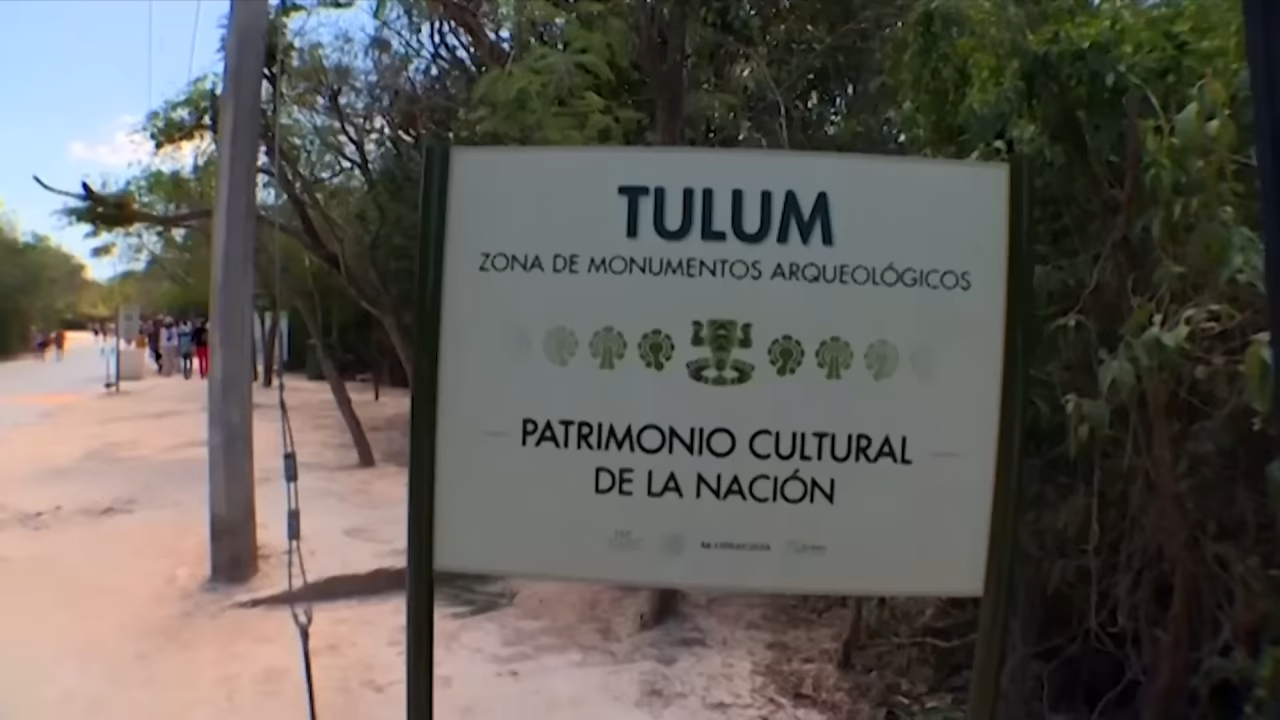 TULUM
ZONA DE MONUMENTOS ARQUEOLÓGICOS
PATRIMONIO CULTURAL
DE LA NACIÓN